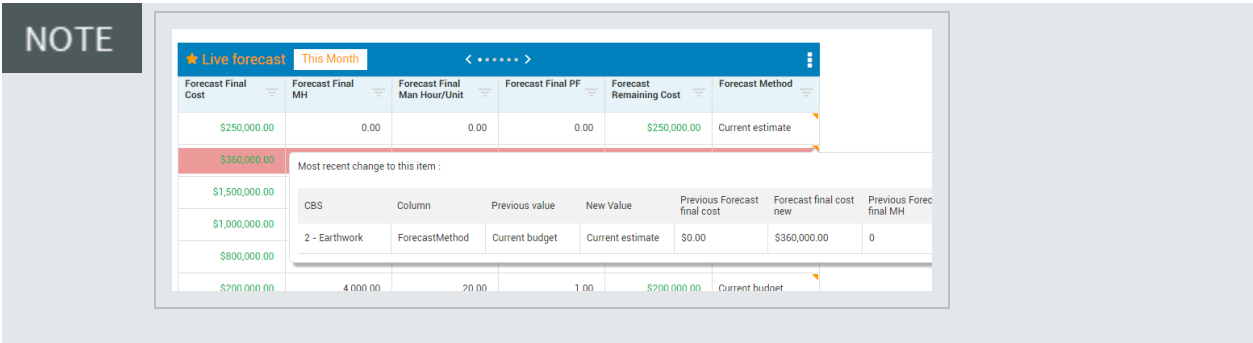 NOTE
Live forecast This Month
Forecast Final Cost Forecast Final MH Forecast Final Man Hour/Unit Forecast Final PF Forecast Remaining Cost Forecast Method
$250,000.00 0.00 0.00 0.00 $250,000.00 Current estimate
$360,000.00
Most recent change to this item :
$1,500,000.00
CBS Column Previous value New Value Previous Forecast final cost Forecast final cost new Previous Forec final MH
$1,000,000.00
2 - Earthwork ForecastMethod Current budget Current estimate $0.00 $360,000.00 0
$800,000.00
$200,000.00 4,000.00 20.00 1.00 $200,000.00 Current budget